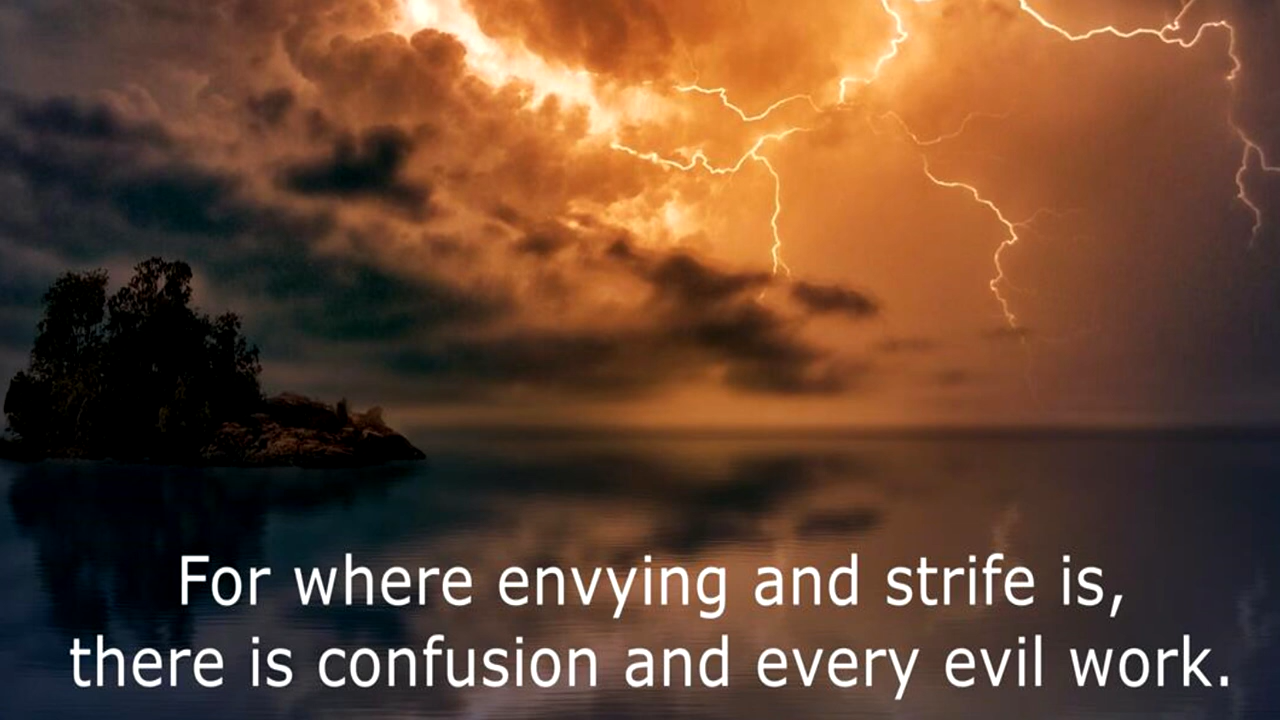 For where envying and strife is,
there is confusion and every evil work.